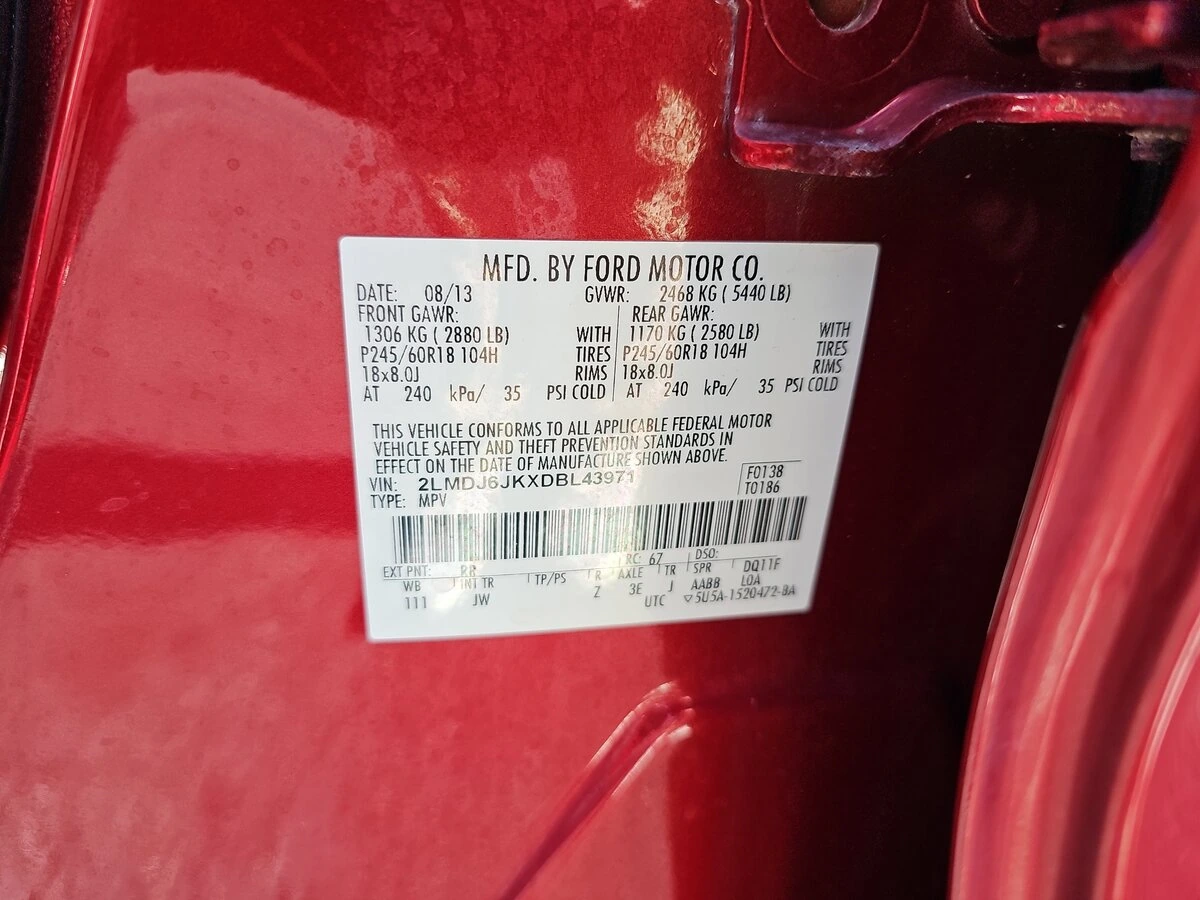 MFD. BY FORD MOTOR CO.
DATE: 08/13 GVWR: 2468 KG ( 5440 LB)
FRONT GAWR: REAR GAWR:
1306 KG ( 2880 LB) WITH 1170 KG ( 2580 LB) WITH
P245/60R18 104H TIRES P245/60R18 104H TIRES
18x8.0J RIMS 18x8.0J RIMS
AT 240 kPa/ 35 PSI COLD AT 240 kPa/ 35 PSI COLD
THIS VEHICLE CONFORMS TO ALL APPLICABLE FEDERAL MOTOR
VEHICLE SAFETY AND THEFT PREVENTION STANDARDS IN
EFFECT ON THE DATE OF MANUFACTURE SHOWN ABOVE.
VIN: 2LMDJ6JKXDBL43971 F0138
TYPE: MPV T0186
EXT PNT: RR RC: 67 DSO:
WB INT TR TP/PS R AXLE TR SPR DQ11F
111 JW Z 3E J AABB LOA
UTC ▽5U5A-1520472-BA